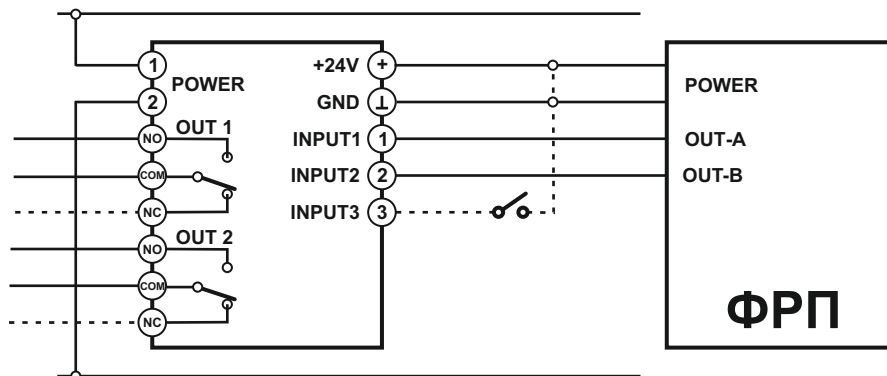 1
POWER
2
NO
OUT 1
COM
NC
NO
OUT 2
COM
NC
+24V
+
GND
⊥
INPUT1
1
INPUT2
2
INPUT3
3
POWER
OUT-A
OUT-B
ФРП